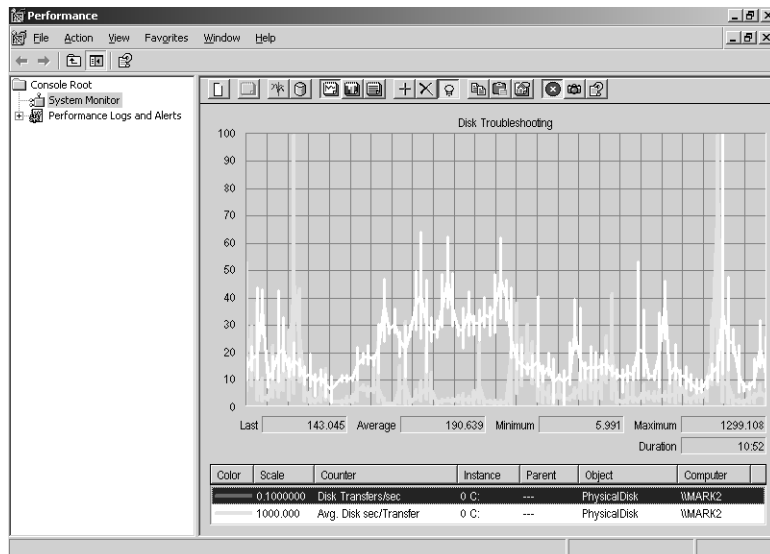 Performance
File Action View Favorites Window Help
Console Root
System Monitor
Performance Logs and Alerts
Disk Troubleshooting
100
90
80
70
60
50
40
30
20
10
0
Last 143.045 Average 190.639 Minimum 5.991 Maximum 1299.108
Duration 10:52
Color Scale Counter Instance Parent Object Computer
0.1000000 Disk Transfers/sec 0 C: --- PhysicalDisk \\MARK2
1000.000 Avg. Disk sec/Transfer 0 C: --- PhysicalDisk \\MARK2